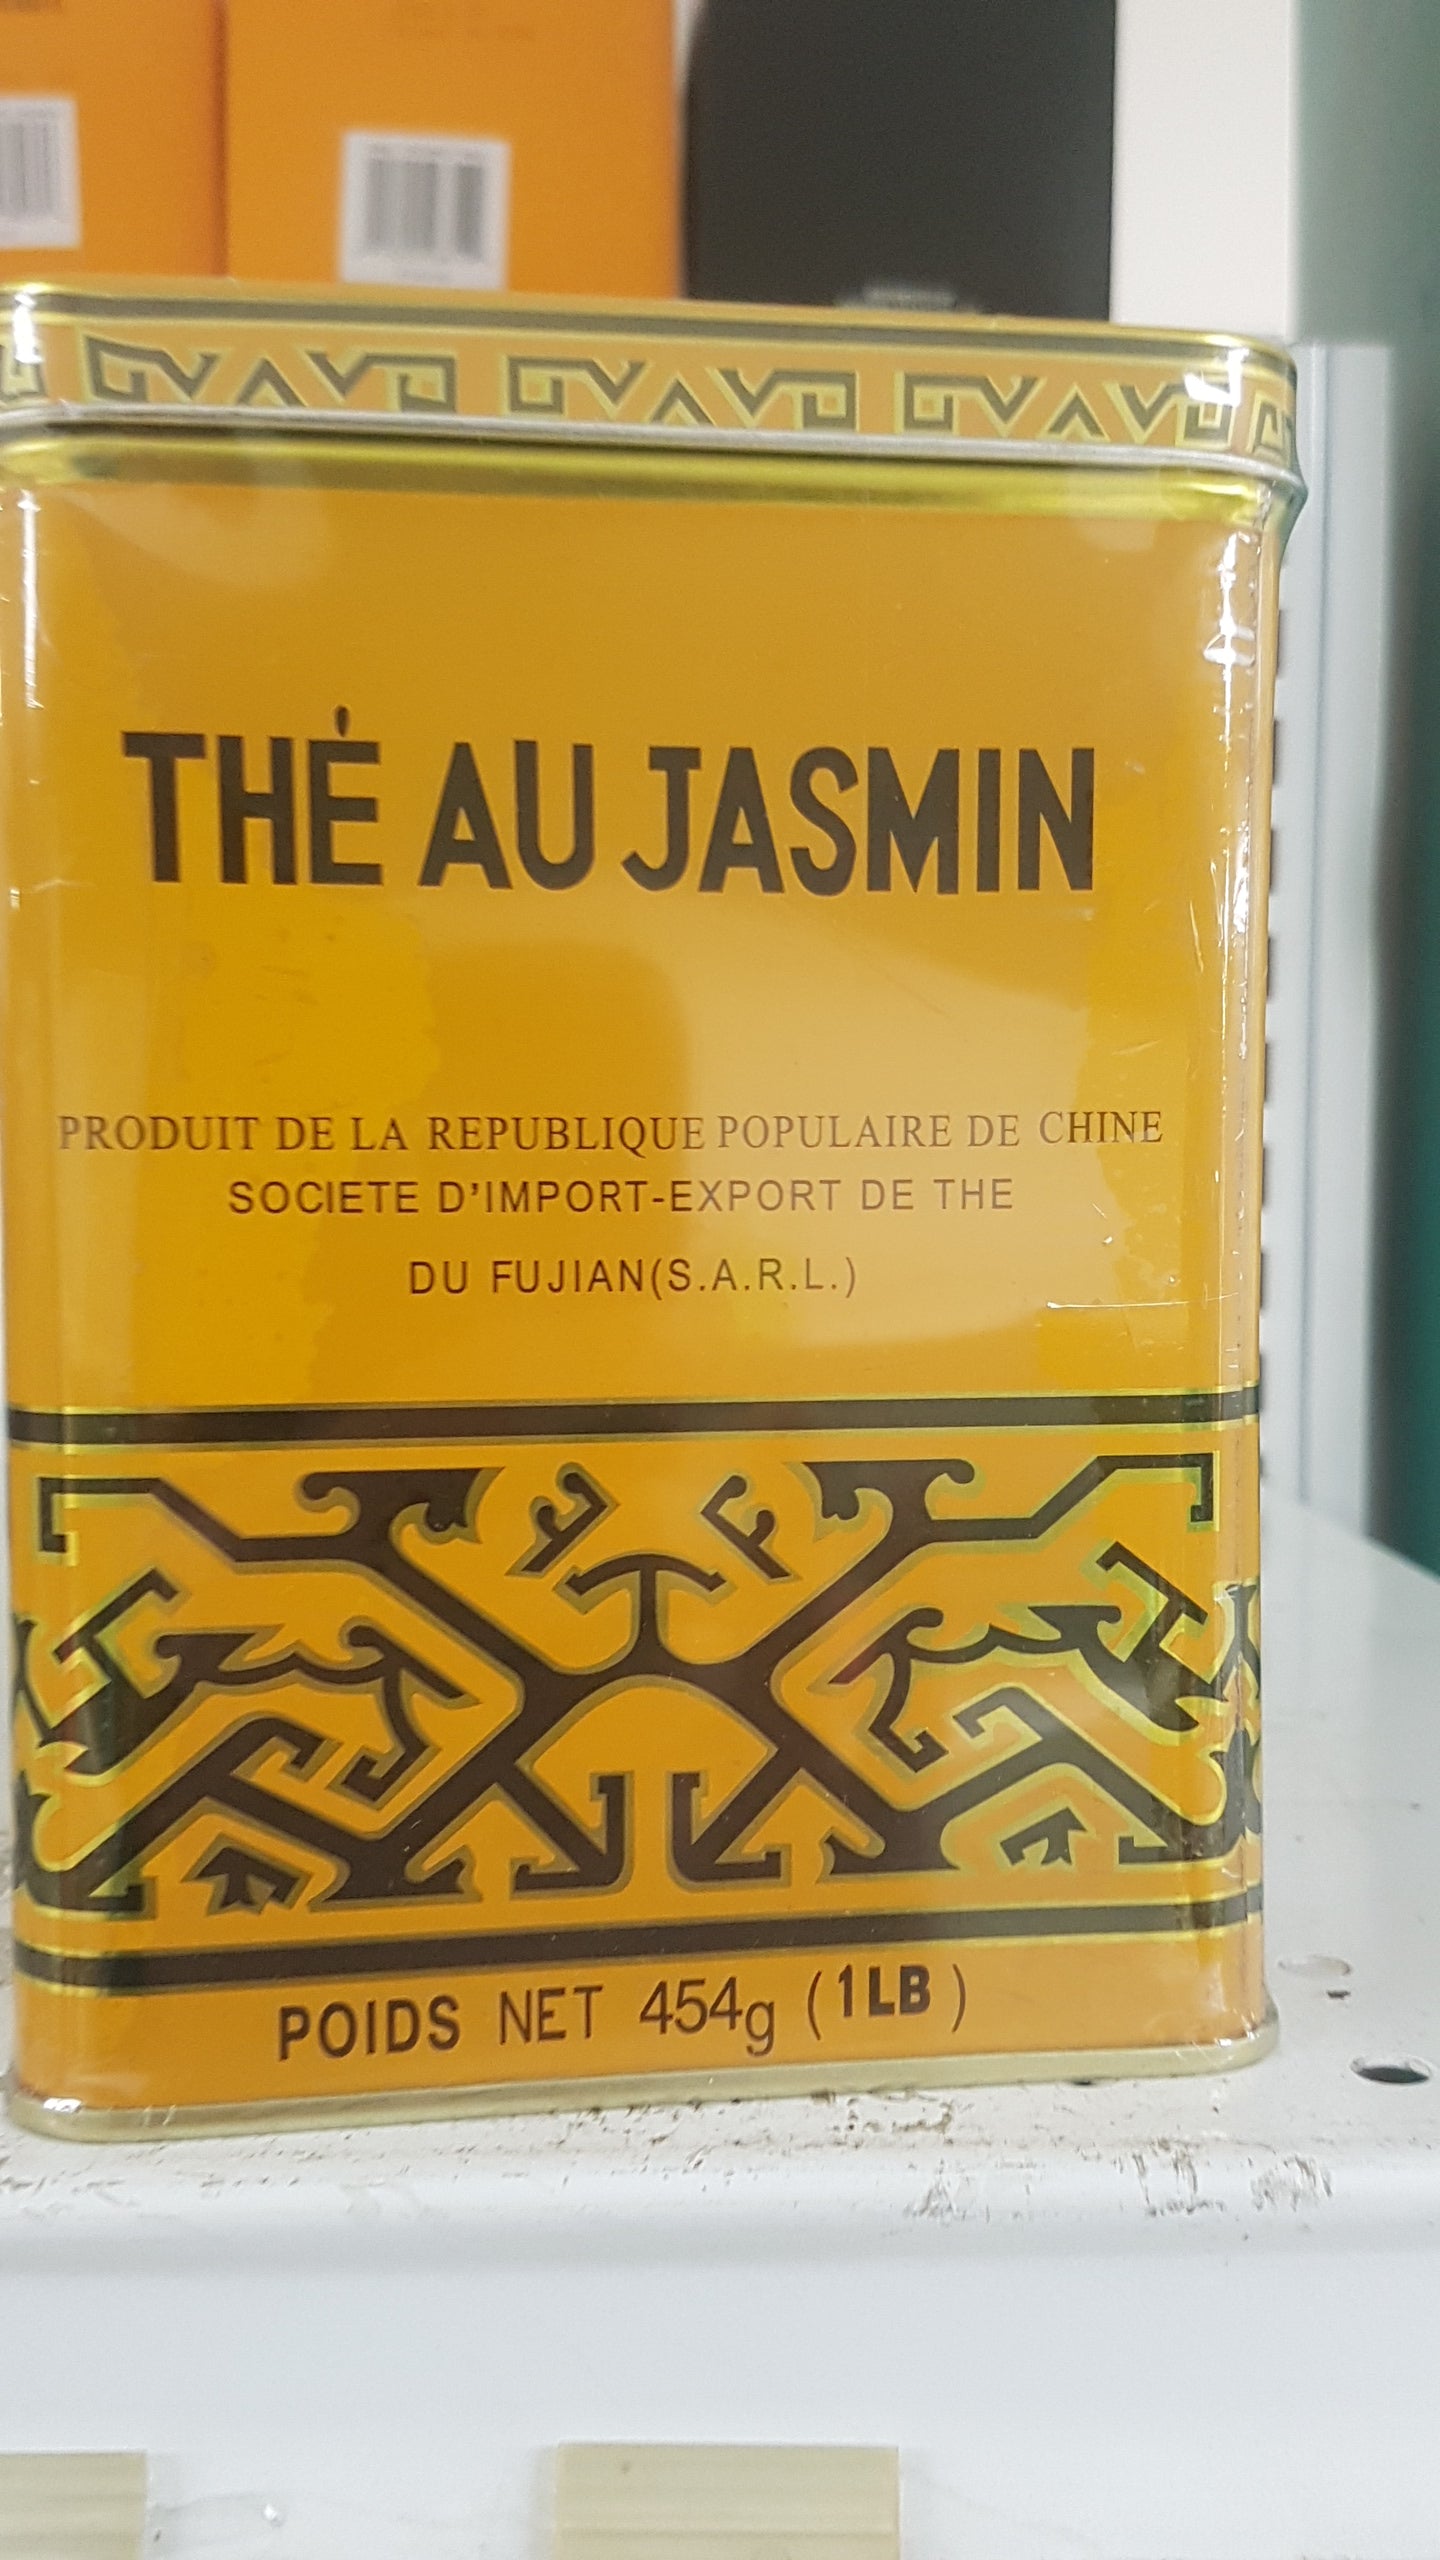 THÉ AU JASMIN
PRODUIT DE LA REPUBLIQUE POPULAIRE DE CHINE
SOCIETE D'IMPORT-EXPORT DE THE
DU FUJIAN(S.A.R.L.)
POIDS NET 454g (1LB)